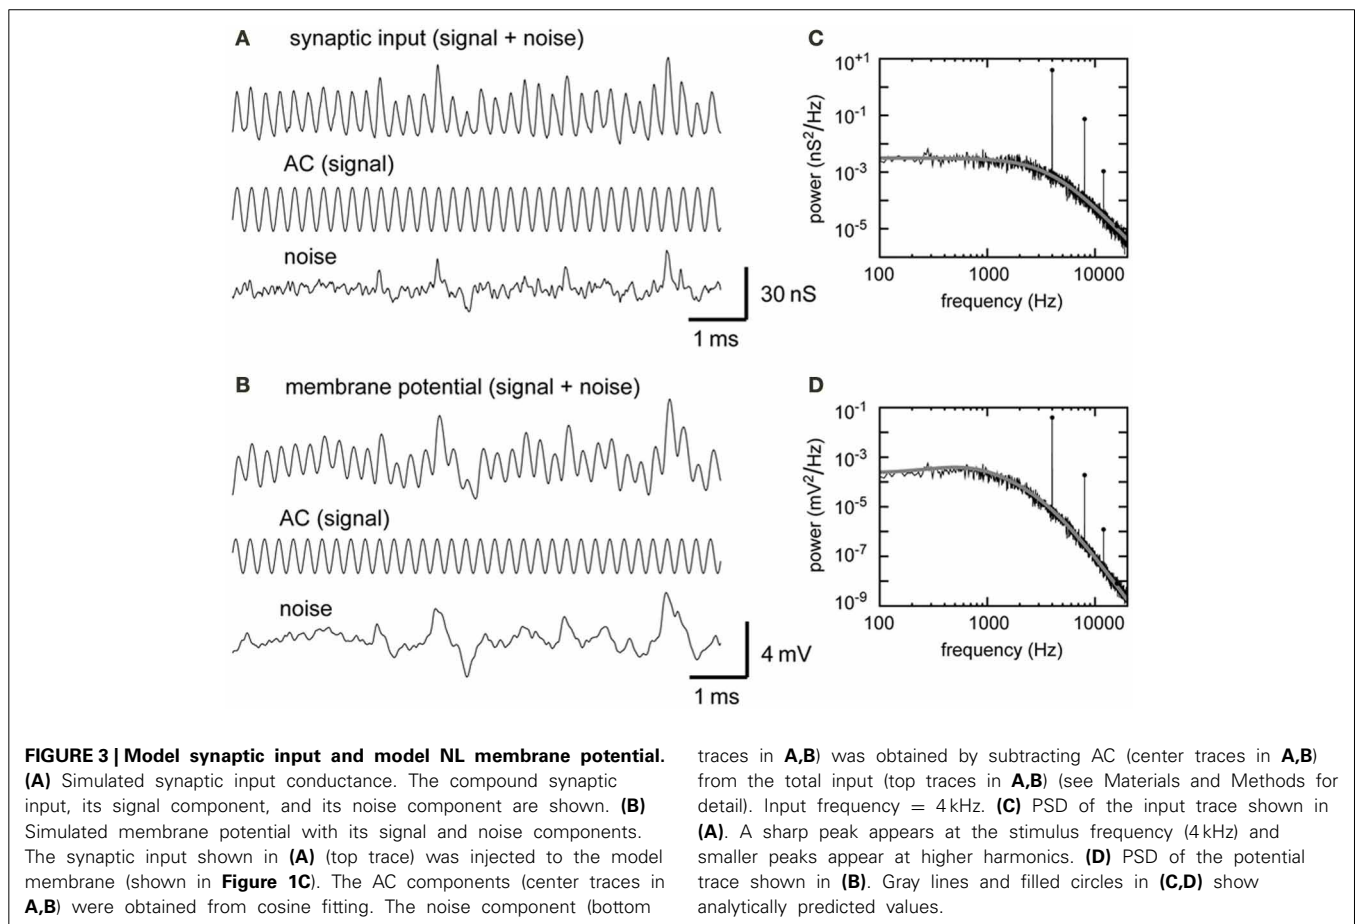 A
synaptic input (signal + noise)
AC (signal)
noise
30 nS
1 ms
B
membrane potential (signal + noise)
AC (signal)
noise
4 mV
1 ms
C
10+1
10-1
10-3
10-5
power (nS2/Hz)
100
1000
10000
frequency (Hz)
D
10-1
10-3
10-5
10-7
10-9
power (mV2/Hz)
100
1000
10000
frequency (Hz)
FIGURE 3 | Model synaptic input and model NL membrane potential.
(A) Simulated synaptic input conductance. The compound synaptic
input, its signal component, and its noise component are shown. (B)
Simulated membrane potential with its signal and noise components.
The synaptic input shown in (A) (top trace) was injected to the model
membrane (shown in Figure 1C). The AC components (center traces in
A,B) were obtained from cosine fitting. The noise component (bottom
traces in A,B) was obtained by subtracting AC (center traces in A,B)
from the total input (top traces in A,B) (see Materials and Methods for
detail). Input frequency = 4 kHz. (C) PSD of the input trace shown in
(A). A sharp peak appears at the stimulus frequency (4 kHz) and
smaller peaks appear at higher harmonics. (D) PSD of the potential
trace shown in (B). Gray lines and filled circles in (C,D) show
analytically predicted values.